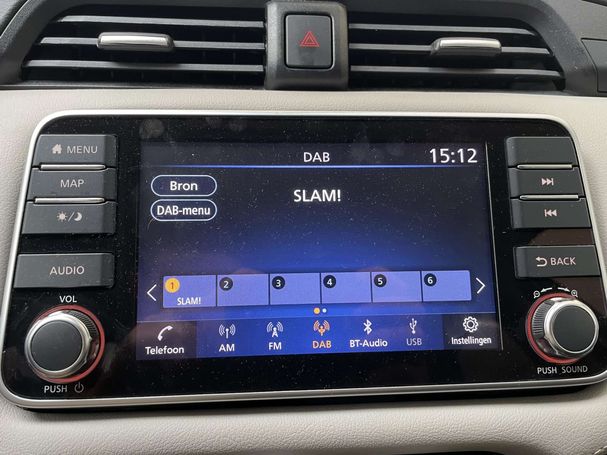 MENU
MAP
AUDIO
VOL
PUSH
DAB
15:12
Bron
DAB-menu
SLAM!
1
2
3
4
5
6
SLAM!
Telefoon
AM
FM
DAB
BT-Audio
USB
Instellingen
BACK
PUSH SOUND